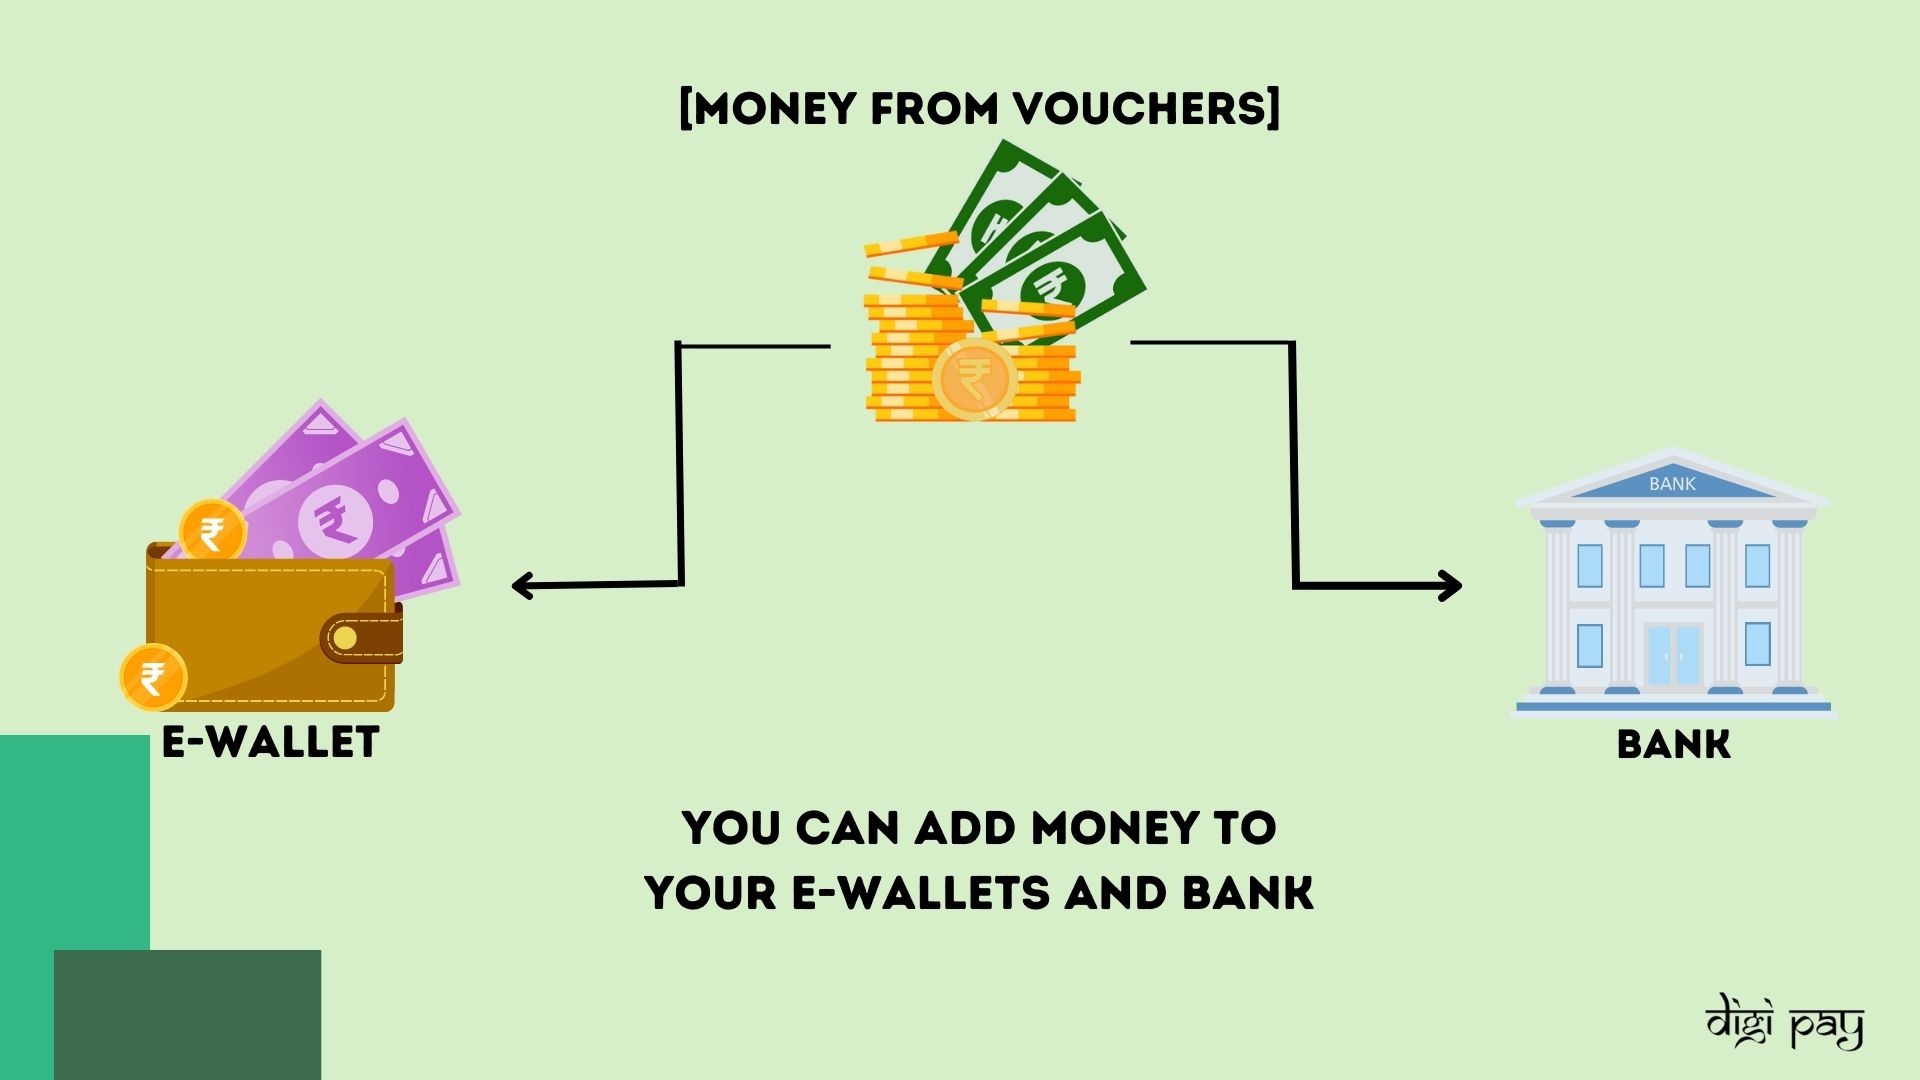 [MONEY FROM VOUCHERS]
₹
₹
₹
₹
₹
BANK
₹
E-WALLET
BANK
YOU CAN ADD MONEY TO
YOUR E-WALLETS AND BANK
digi pay